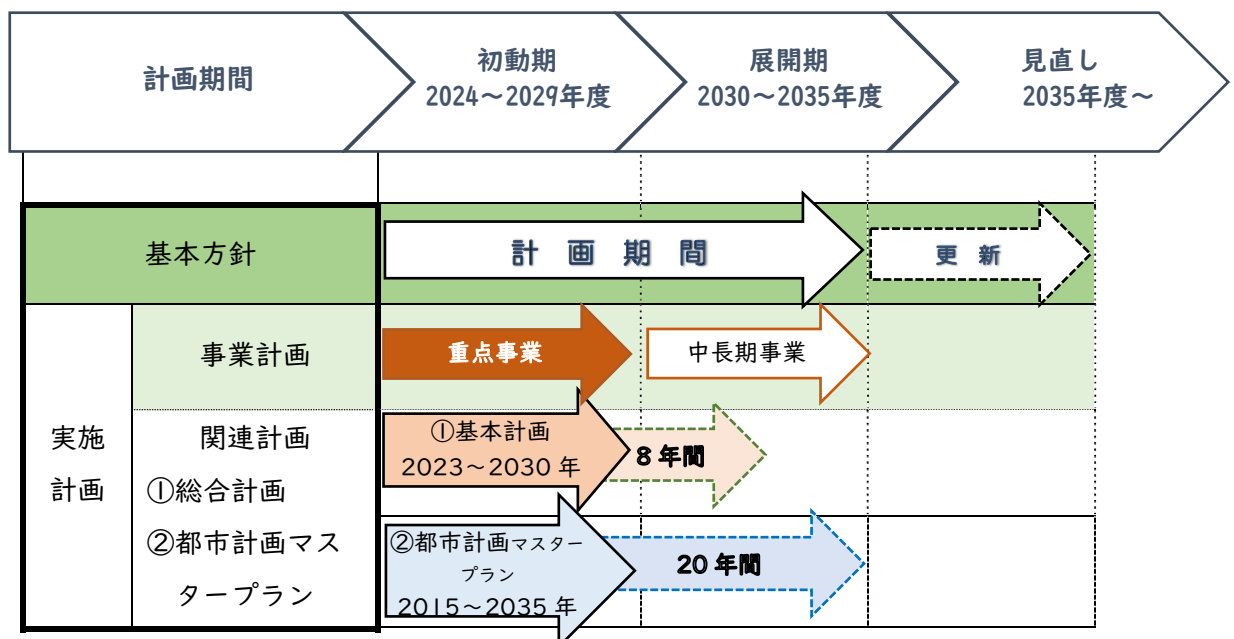 計画期間
初動期
2024～2029年度
展開期
2030～2035年度
見直し
2035年度～
基本方針
計 画 期 間
更 新
実施
計画
事業計画
重点事業
中長期事業
関連計画
①総合計画
②都市計画マス
タープラン
①基本計画
2023～2030 年
8 年間
②都市計画マスター
プラン
2015～2035 年
20 年間